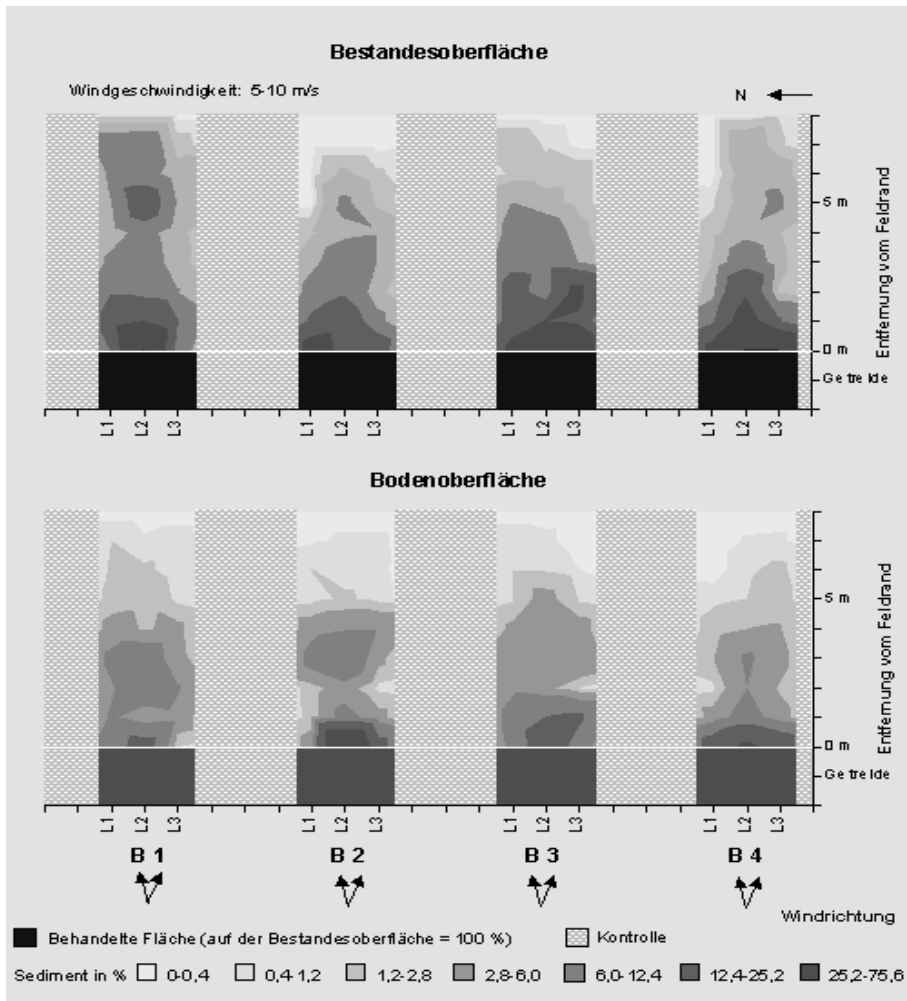 Bestandesoberfläche
Windgeschwindigkeit: 5-10 m/s
N
5 m
0 m
Getreide
Entfernung vom Feldrand
L1 L2 L3 L1 L2 L3 L1 L2 L3 L1 L2 L3
Bodenoberfläche
5 m
0 m
Getreide
Entfernung vom Feldrand
L1 L2 L3 L1 L2 L3 L1 L2 L3 L1 L2 L3
B 1 B 2 B 3 B 4
Windrichtung
Behandelte Fläche (auf der Bestandesoberfläche = 100 %) Kontrolle
Sediment in % 0-0,4 0,4-1,2 1,2-2,8 2,8-6,0 6,0-12,4 12,4-25,2 25,2-75,6